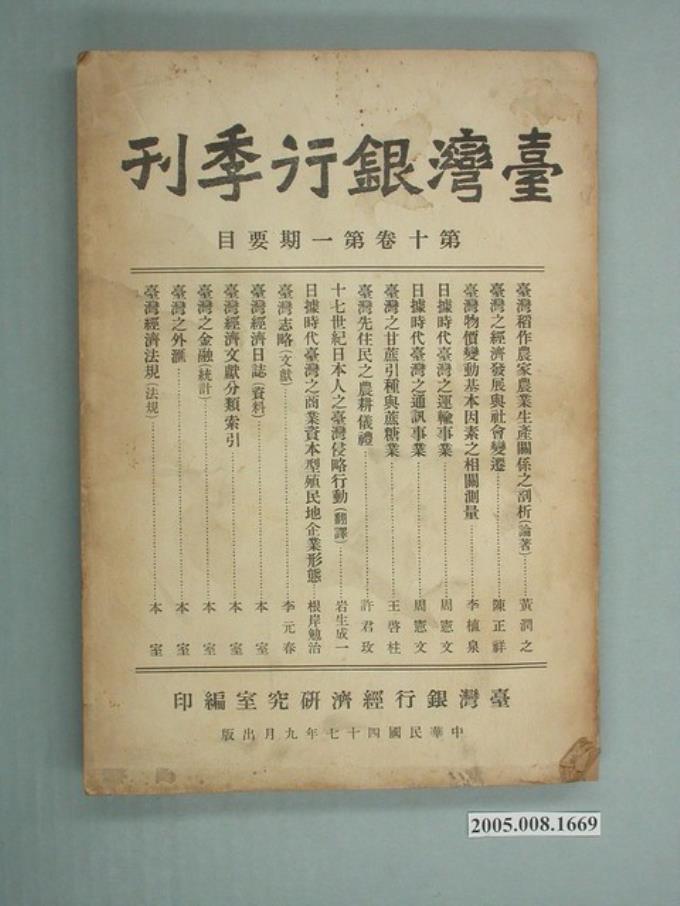 臺灣銀行季刊
第十卷第一期要目
臺灣稻作農家農業生產關係之剖析(論著)⋯⋯黃潤之
臺灣之經濟發展與社會變遷⋯⋯陳正祥
臺灣物價變動基本因素之相關測量⋯⋯李植泉
日據時代臺灣之運輸事業⋯⋯周憲文
日據時代臺灣之通訊事業⋯⋯周憲文
臺灣之甘蔗引種與蔗糖業⋯⋯王啓柱
臺灣先住民之農耕儀禮⋯⋯許君玫
十七世紀日本人之臺灣侵略行動(翻譯)⋯⋯岩生成一
日據時代臺灣之商業資本型殖民地企業形態⋯⋯根岸勉治
臺灣志略(文獻)⋯⋯李元春
臺灣經濟日誌(資料)⋯⋯本室
臺灣經濟文獻分類索引⋯⋯本室
臺灣之金融(統計)⋯⋯本室
臺灣之外滙⋯⋯本室
臺灣經濟法規(法規)⋯⋯本室
臺灣銀行經濟研究室編印
中華民國四十七年九月出版
2005.008.1669